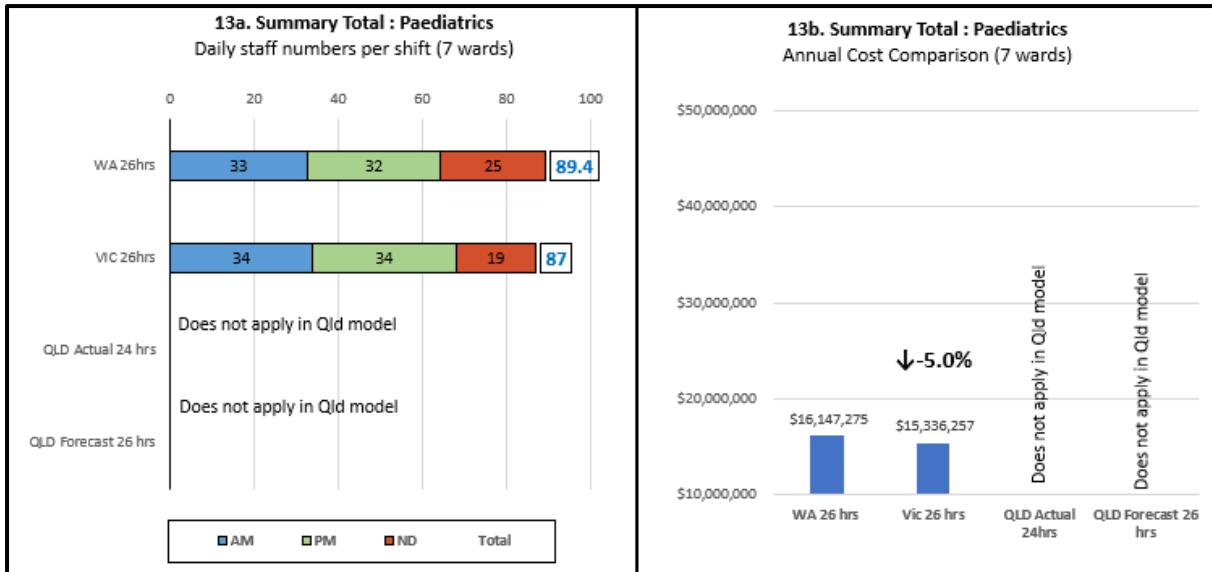 13a. Summary Total : Paediatrics
Daily staff numbers per shift (7 wards)
0 20 40 60 80 100
WA 26hrs 33 32 25 89.4
VIC 26hrs 34 34 19 87
Does not apply in Qld model
QLD Actual 24 hrs
Does not apply in Qld model
QLD Forecast 26 hrs
AM PM ND Total
13b. Summary Total : Paediatrics
Annual Cost Comparison (7 wards)
$50,000,000
$40,000,000
$30,000,000
$20,000,000
$10,000,000
↓-5.0%
$16,147,275
$15,336,257
Does not apply in Qld model
Does not apply in Qld model
WA 26 hrs
Vic 26 hrs
QLD Actual
24hrs
QLD Forecast 26
hrs